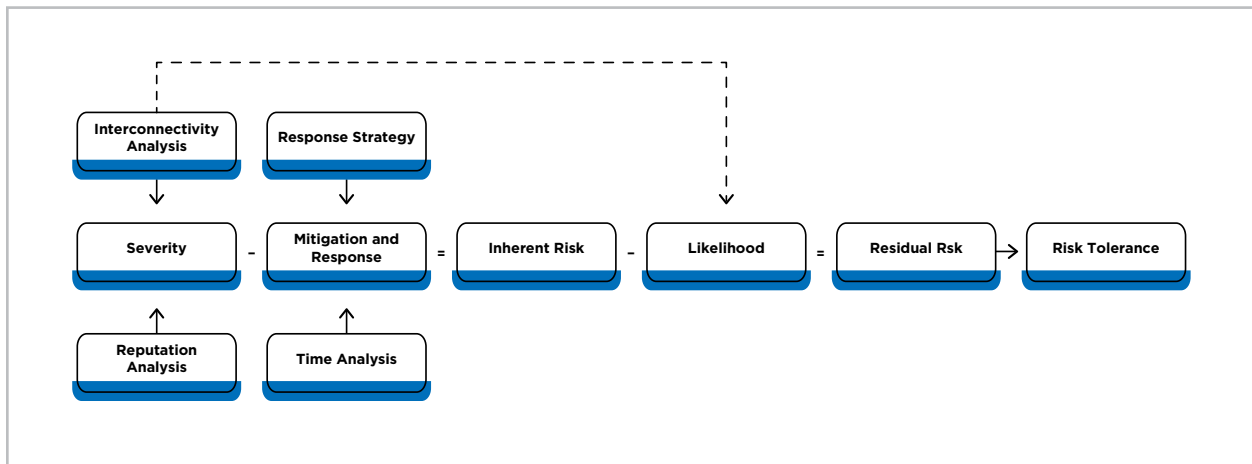 Interconnectivity
Analysis
Response Strategy
Severity
-
Mitigation and
Response
=
Inherent Risk
-
Likelihood
=
Residual Rsk
Risk Tolerance
Reputation
Analysis
Time Analysis